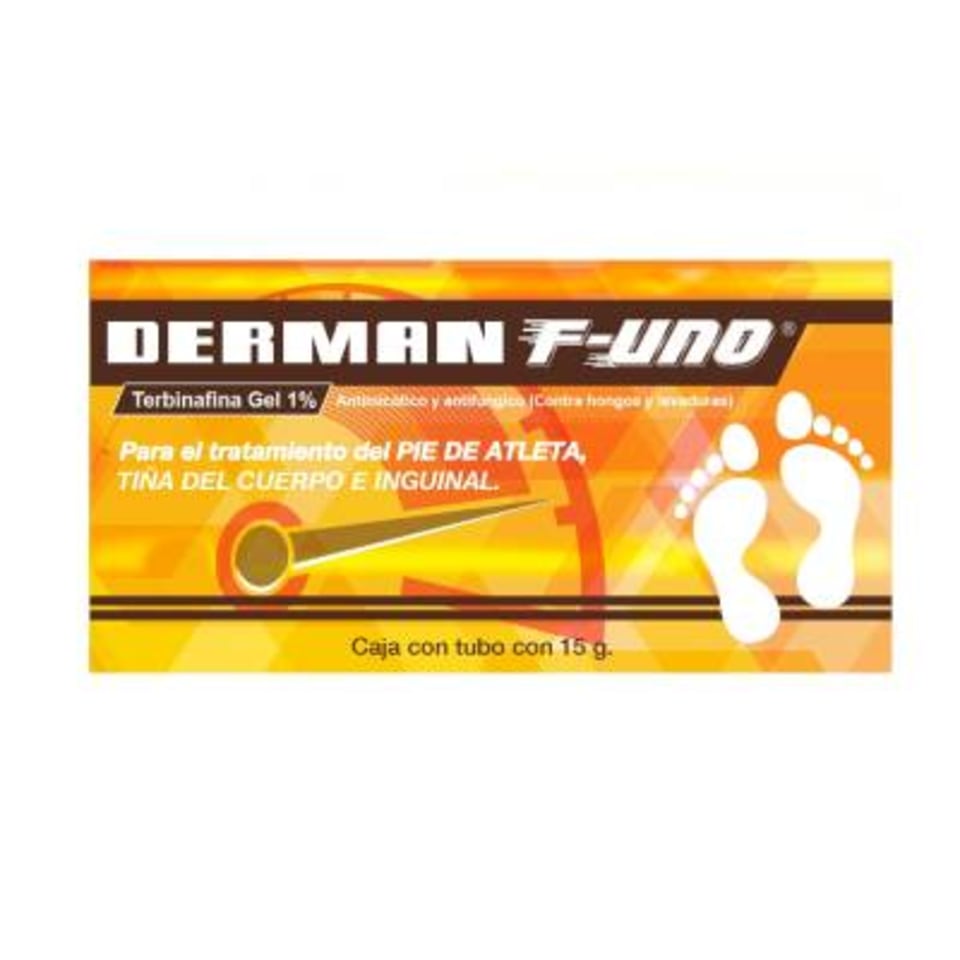 DERMAN F-UNO®
Terbinafina Gel 1% Antimicótico y antifúngico (Contra hongos y levaduras)
Para el tratamiento del PIE DE ATLETA,
TIÑA DEL CUERPO E INGUINAL.
Caja con tubo con 15 g.